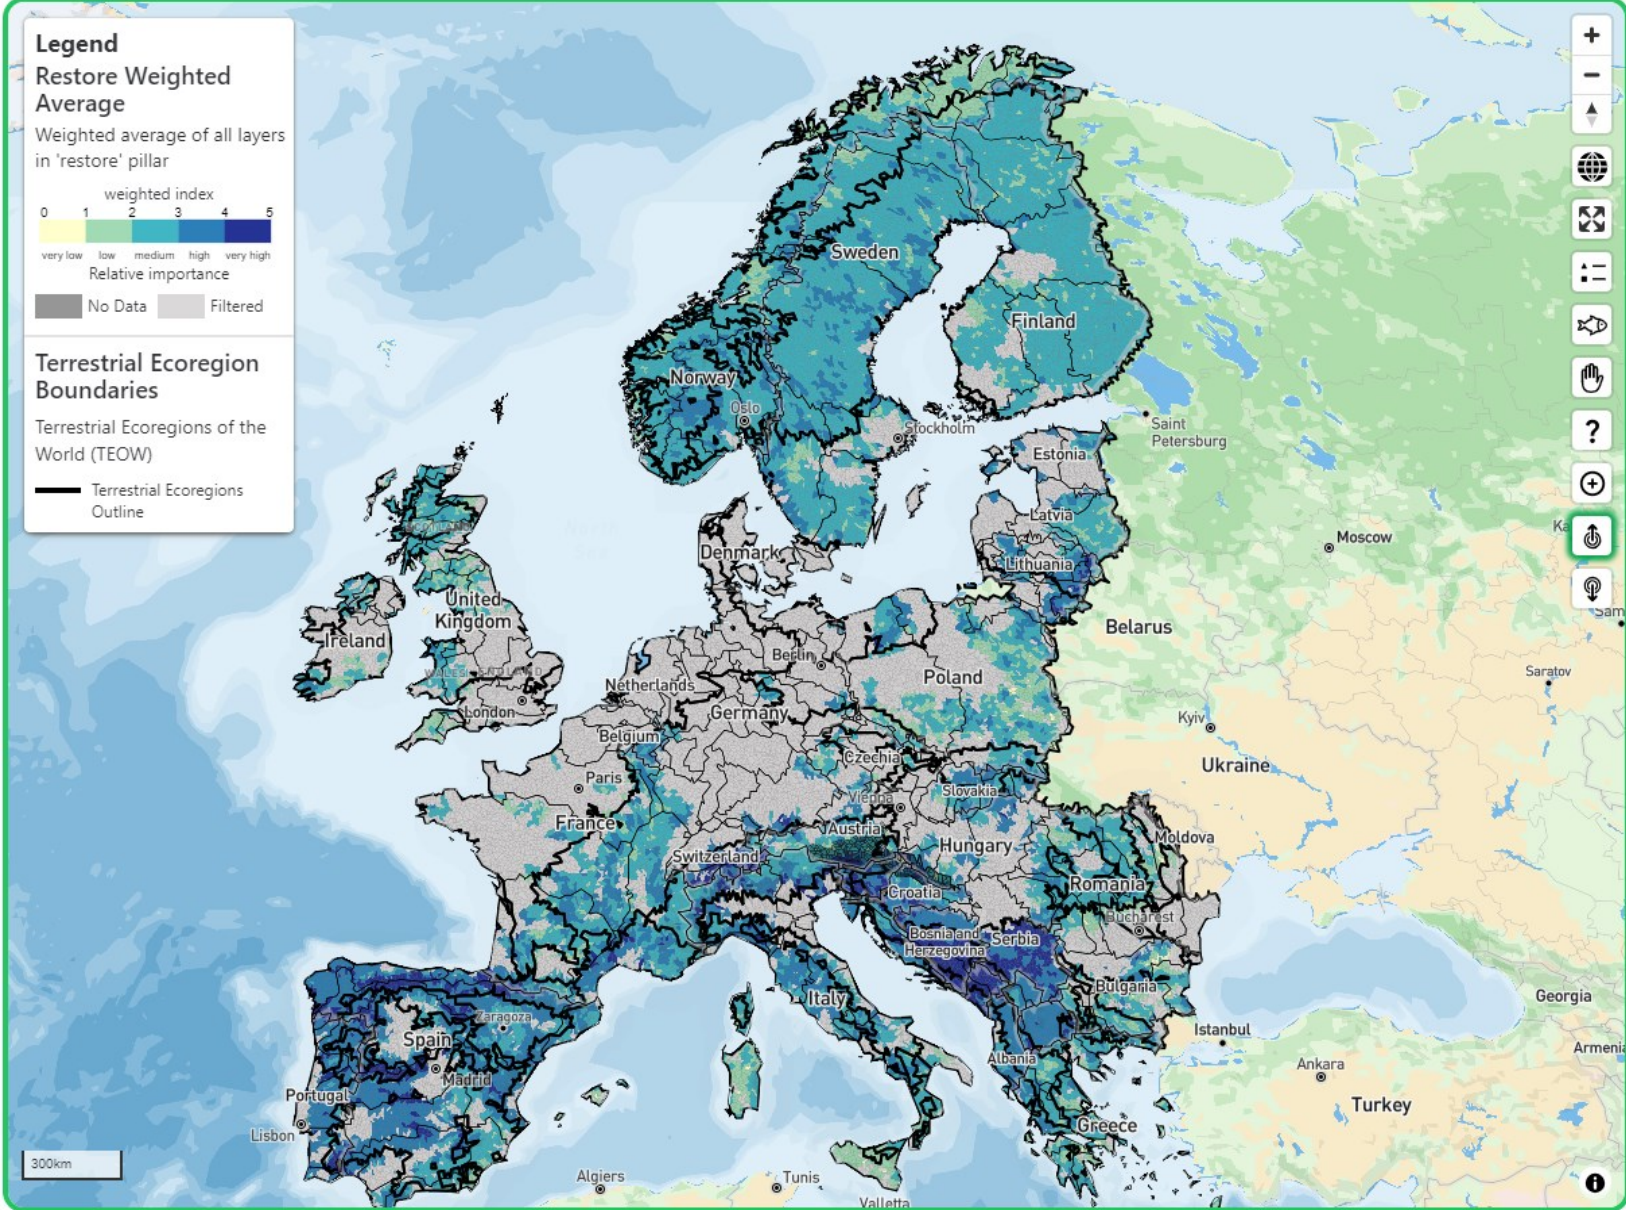 Legend
Restore Weighted
Average
Weighted average of all layers
in 'restore' pillar
weighted index
0 1 2 3 4 5
very low low medium high very high
Relative importance
No Data Filtered
Terrestrial Ecoregion
Boundaries
Terrestrial Ecoregions of the
World (TEOW)
Terrestrial Ecoregions
Outline
Sweden
Finland
Norway
Oslo
Stockholm
Saint
Petersburg
Estonia
Latvia
Moscow
Lithuania
Denmark
United
Kingdom
Ireland
Belarus
WALES ENGLAND
Berlin
Netherlands
Poland
Saratov
London
Germany
Kyiv
Belgium
Czechia
Ukraine
Paris
Slovakia
Vienna
France
Austria
Hungary
Moldova
Switzerland
Croatia
Romania
Bucharest
Bosnia and
Herzegovina
Serbia
Bulgaria
Italy
Georgia
Zaragoza
Spain
Istanbul
Armenia
Albania
Madrid
Ankara
Portugal
Turkey
Lisbon
Greece
300km
Algiers
Tunis
Valletta
?